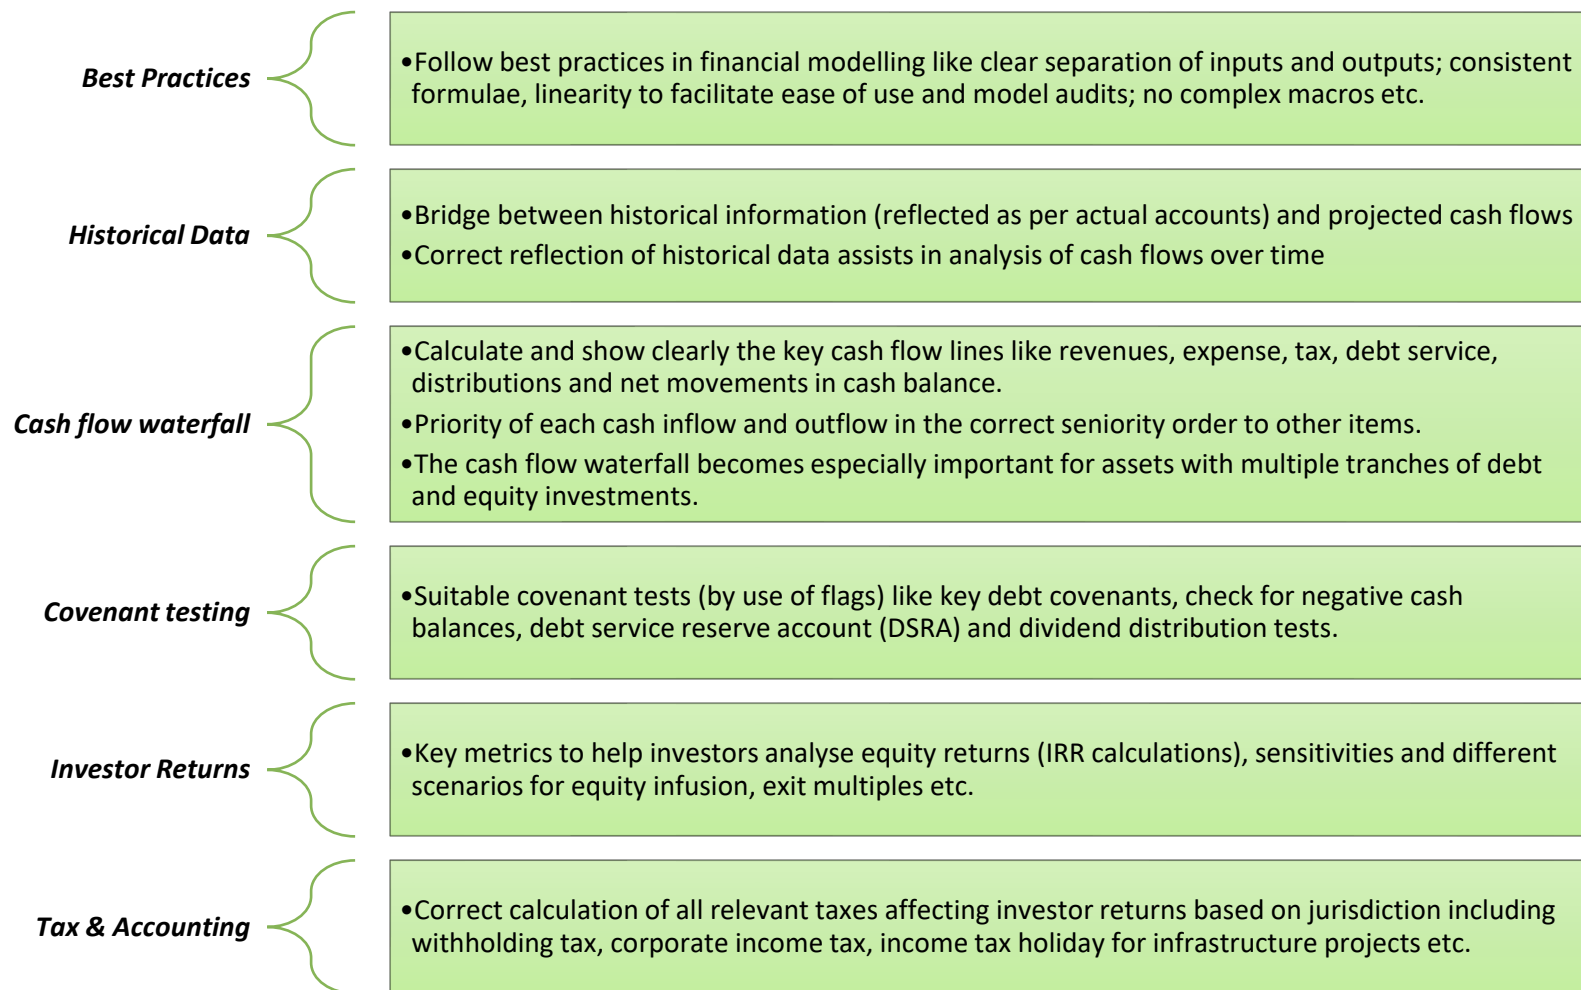 Best Practices
•Follow best practices in financial modelling like clear separation of inputs and outputs; consistent
formulae, linearity to facilitate ease of use and model audits; no complex macros etc.
Historical Data
•Bridge between historical information (reflected as per actual accounts) and projected cash flows
•Correct reflection of historical data assists in analysis of cash flows over time
Cash flow waterfall
•Calculate and show clearly the key cash flow lines like revenues, expense, tax, debt service,
distributions and net movements in cash balance.
•Priority of each cash inflow and outflow in the correct seniority order to other items.
•The cash flow waterfall becomes especially important for assets with multiple tranches of debt
and equity investments.
Covenant testing
•Suitable covenant tests (by use of flags) like key debt covenants, check for negative cash
balances, debt service reserve account (DSRA) and dividend distribution tests.
Investor Returns
•Key metrics to help investors analyse equity returns (IRR calculations), sensitivities and different
scenarios for equity infusion, exit multiples etc.
Tax & Accounting
•Correct calculation of all relevant taxes affecting investor returns based on jurisdiction including
withholding tax, corporate income tax, income tax holiday for infrastructure projects etc.